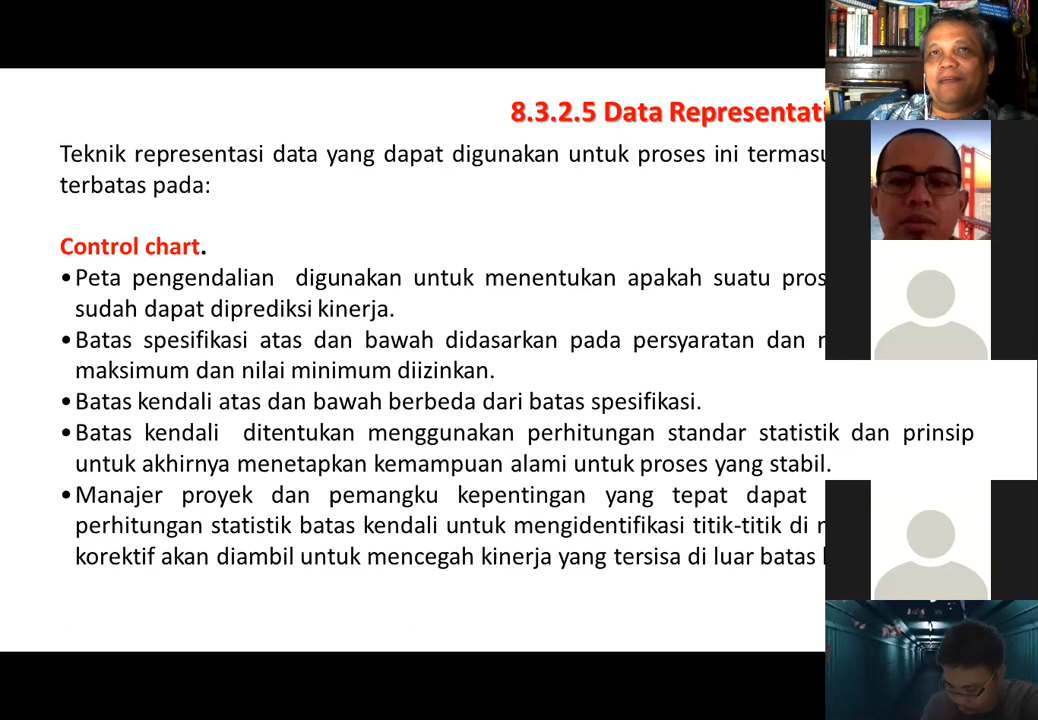 8.3.2.5 Data
Teknik representasi data yang dapat digunakan untuk proses ini
terbatas pada:
Control chart.
•Peta pengendalian digunakan untuk menentukan apakah suatu
sudah dapat diprediksi kinerja.
•Batas spesifikasi atas dan bawah didasarkan pada persyaratan dan
maksimum dan nilai minimum diizinkan.
•Batas kendali atas dan bawah berbeda dari batas spesifikasi.
•Batas kendali ditentukan menggunakan perhitungan standar statistik dan prinsip
untuk akhirnya menetapkan kemampuan alami untuk proses yang stabil.
•Manajer proyek dan pemangku kepentingan yang tepat dapat
perhitungan statistik batas kendali untuk mengidentifikasi titik-titik di
korektif akan diambil untuk mencegah kinerja yang tersisa di luar batas